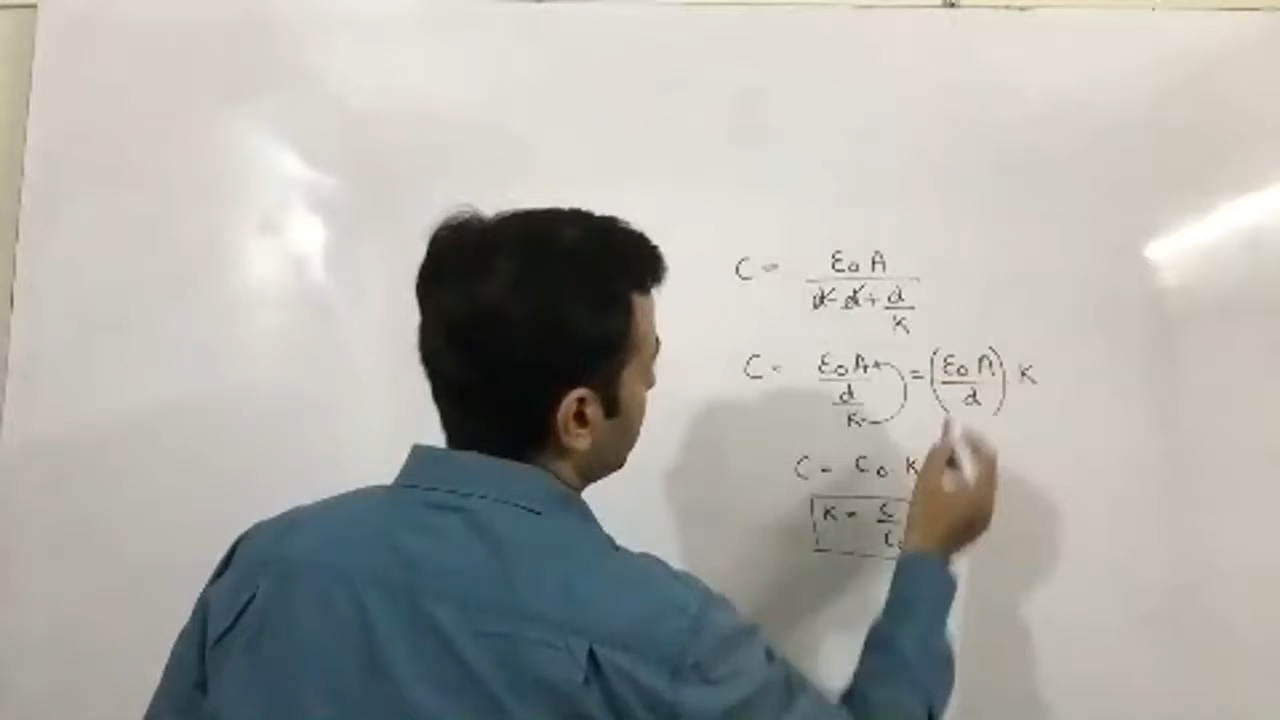 C = ε₀A / (d - d + d/K)
C = ε₀A / (d/K) = (ε₀A / d) K
C = C₀ K
K = C / C₀